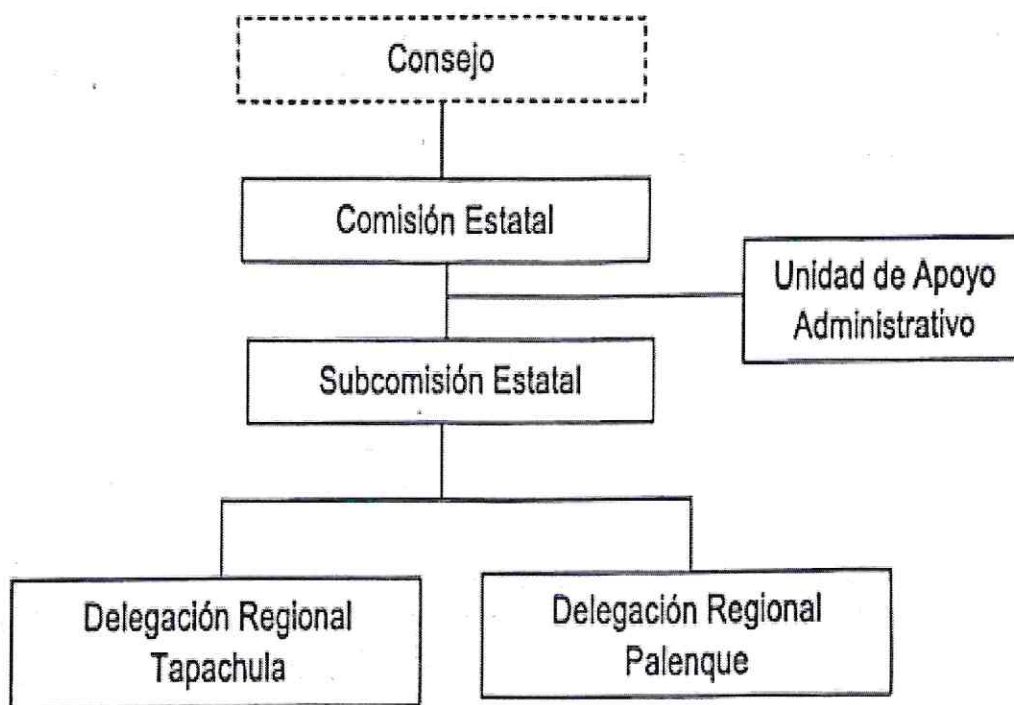 Consejo
Comisión Estatal
Unidad de Apoyo
Administrativo
Subcomisión Estatal
Delegación Regional
Tapachula
Delegación Regional
Palenque